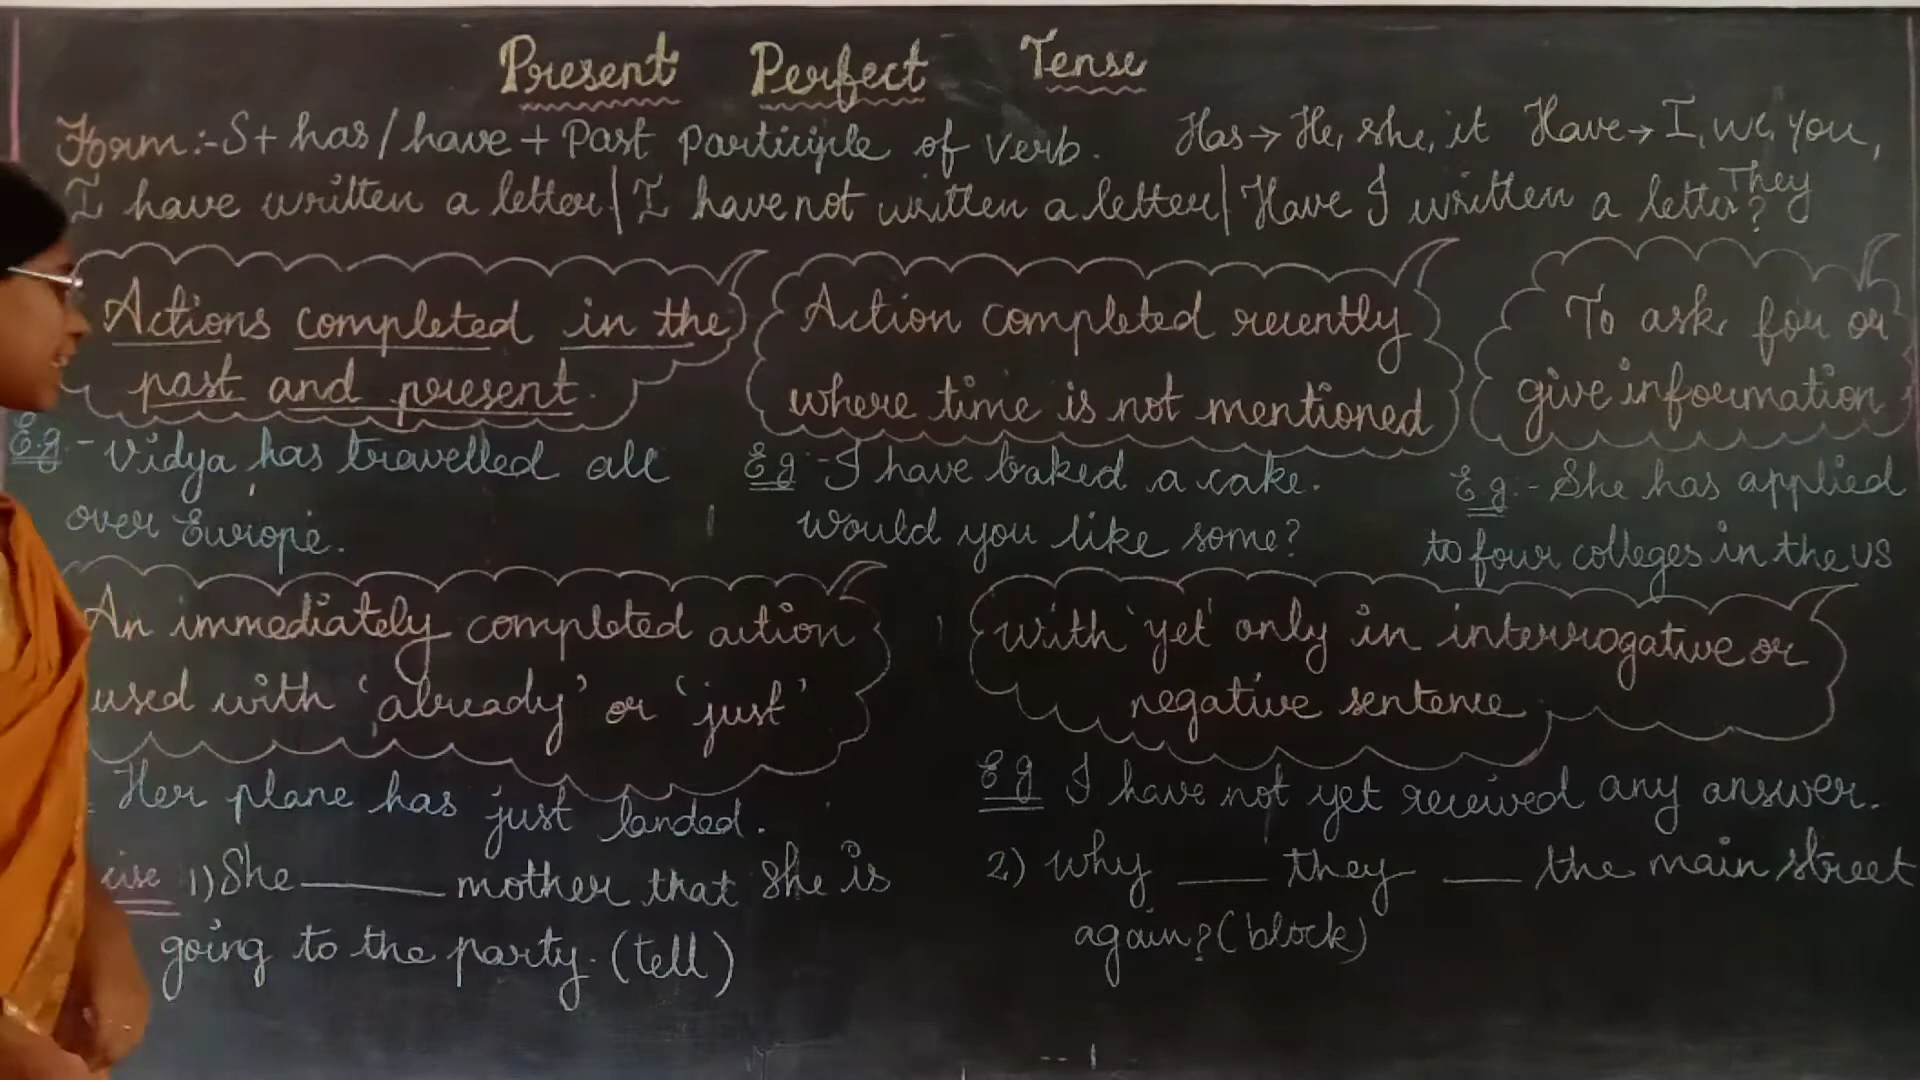 Present Perfect Tense
Form:- S+ has/have + Past participle of verb. Has→ He, she, it Have→ I, we, you, They
I have written a letter| I have not written a letter| Have I written a letter?
Actions completed in the
past and present.
E.g.- Vidya has travelled all
over Europe.
Action completed recently
where time is not mentioned
E.g:- I have baked a cake.
Would you like some?
To ask for or
give information
E.g.:- She has applied
to four colleges in the US
An immediately completed action
used with 'already' or 'just'
Her plane has just landed.
With 'yet' only in interrogative or
negative sentence
Eg I have not yet received any answer.
cise 1) She ______ mother that she is
going to the party. (tell)
2) Why ___ they ___ the main street
again? (block)